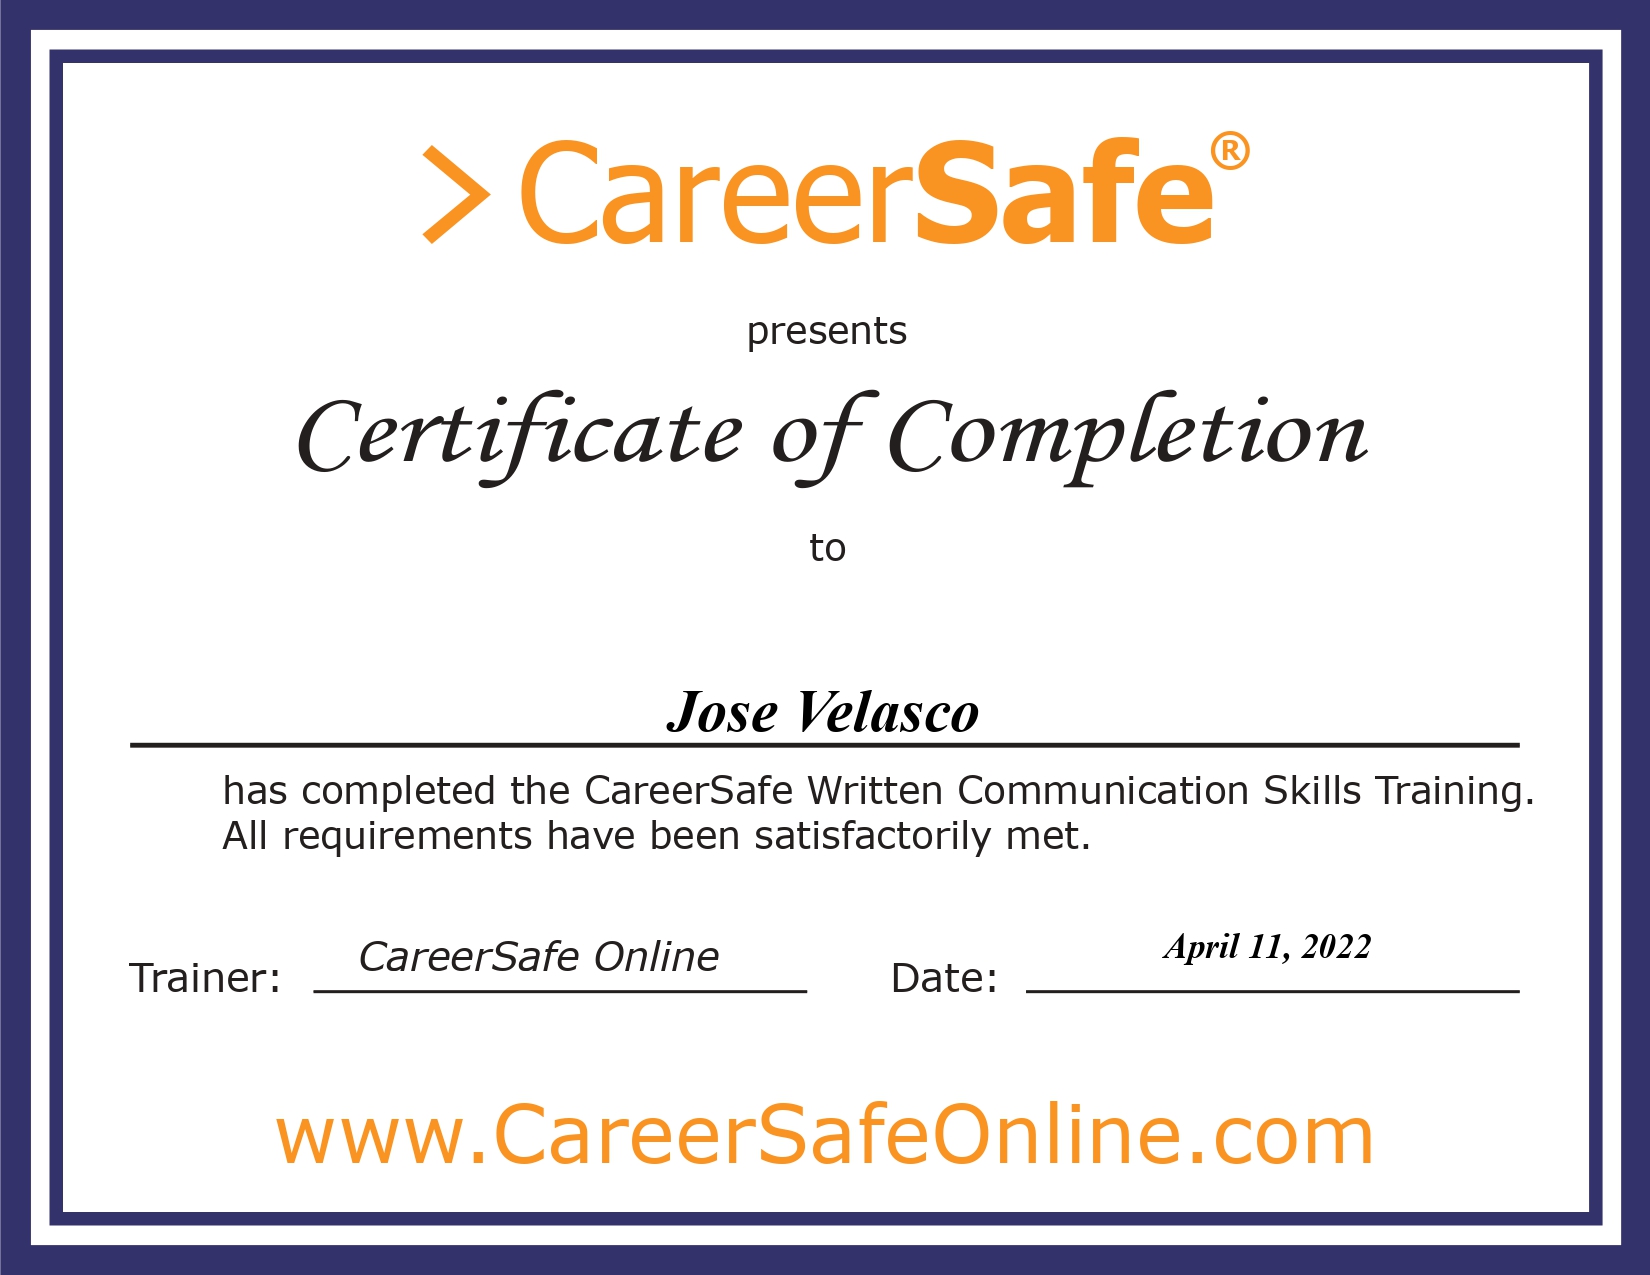 > CareerSafe®
presents
Certificate of Completion
to
Jose Velasco
has completed the CareerSafe Written Communication Skills Training.
All requirements have been satisfactorily met.
Trainer: CareerSafe Online Date: April 11, 2022
www.CareerSafeOnline.com